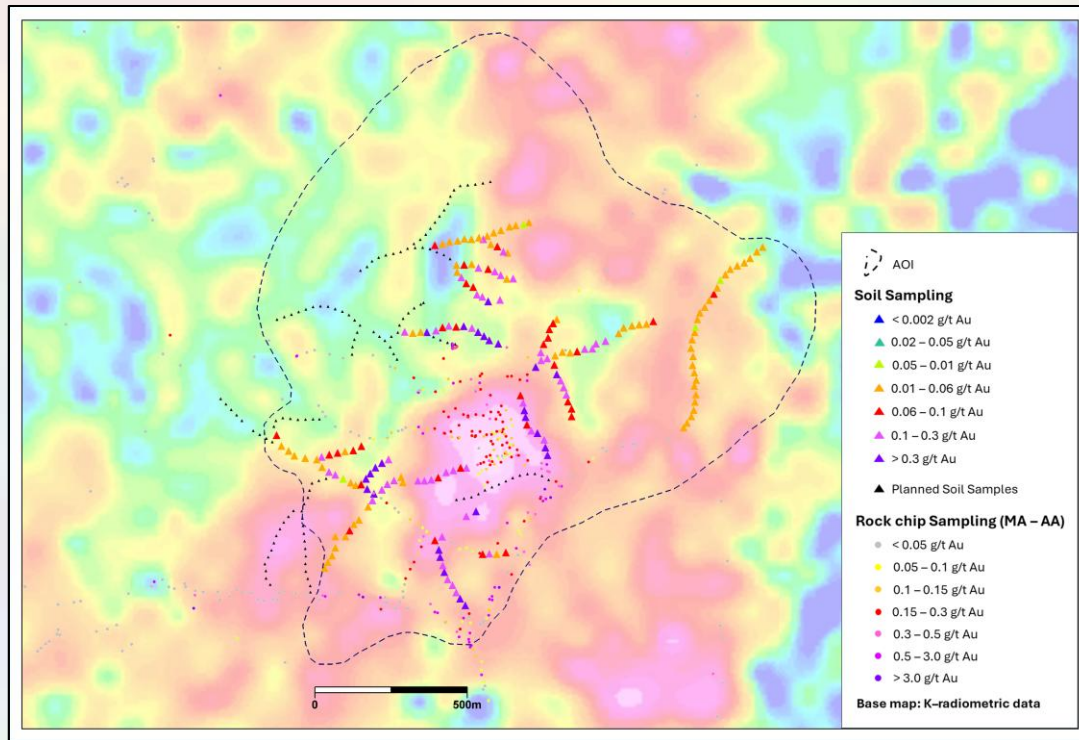 AOI
Soil Sampling
< 0.002 g/t Au
0.02 – 0.05 g/t Au
0.05 – 0.01 g/t Au
0.01 – 0.06 g/t Au
0.06 – 0.1 g/t Au
0.1 – 0.3 g/t Au
> 0.3 g/t Au
Planned Soil Samples
Rock chip Sampling (MA – AA)
< 0.05 g/t Au
0.05 – 0.1 g/t Au
0.1 – 0.15 g/t Au
0.15 – 0.3 g/t Au
0.3 – 0.5 g/t Au
0.5 – 3.0 g/t Au
> 3.0 g/t Au
Base map: K–radiometric data
0 500m